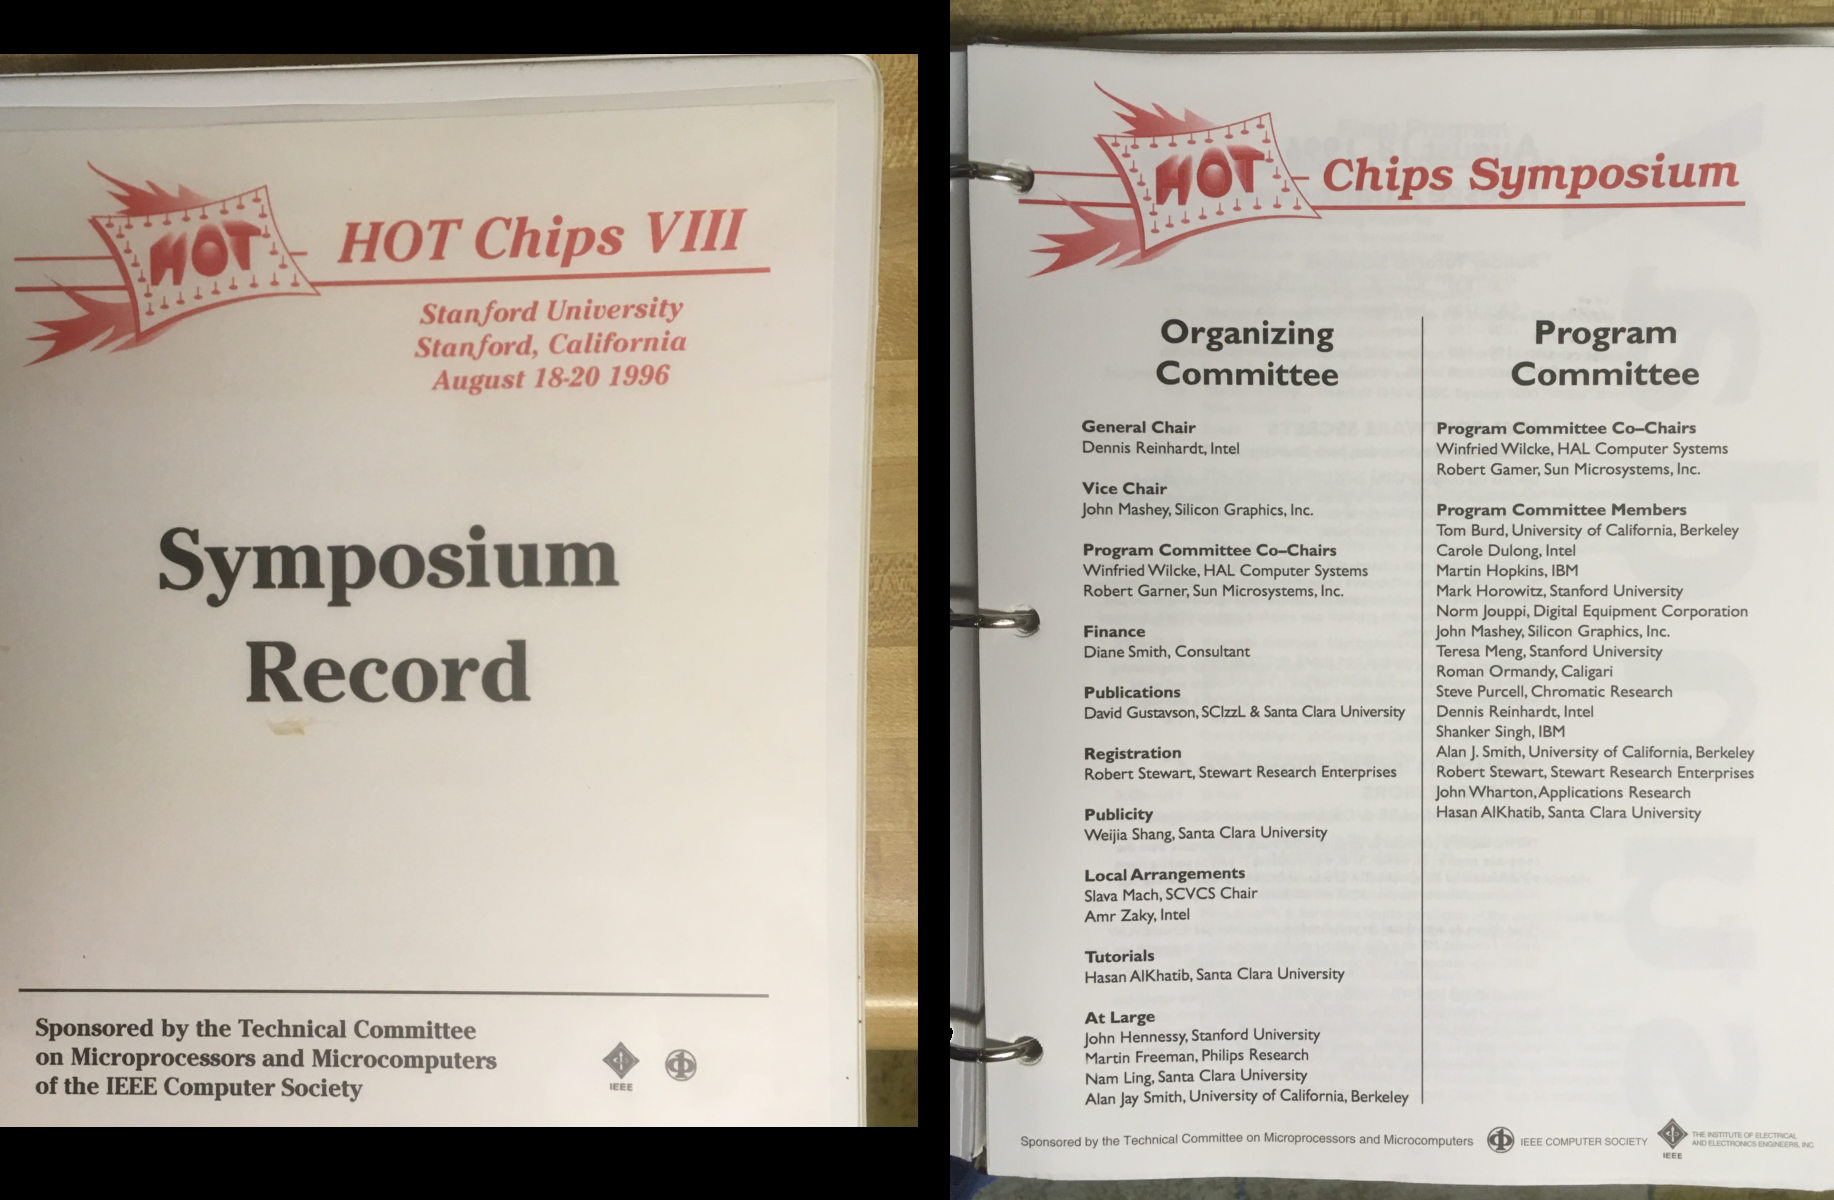 HOT
HOT Chips VIII
Stanford University
Stanford, California
August 18-20 1996
Symposium
Record
Sponsored by the Technical Committee
on Microprocessors and Microcomputers
of the IEEE Computer Society
IEEE
HOT
Chips Symposium
Organizing
Committee
General Chair
Dennis Reinhardt, Intel
Vice Chair
John Mashey, Silicon Graphics, Inc.
Program Committee Co–Chairs
Winfried Wilcke, HAL Computer Systems
Robert Garner, Sun Microsystems, Inc.
Finance
Diane Smith, Consultant
Publications
David Gustavson, SCIzzL & Santa Clara University
Registration
Robert Stewart, Stewart Research Enterprises
Publicity
Weijia Shang, Santa Clara University
Local Arrangements
Slava Mach, SCVCS Chair
Amr Zaky, Intel
Tutorials
Hasan AlKhatib, Santa Clara University
At Large
John Hennessy, Stanford University
Martin Freeman, Philips Research
Nam Ling, Santa Clara University
Alan Jay Smith, University of California, Berkeley
Program
Committee
Program Committee Co–Chairs
Winfried Wilcke, HAL Computer Systems
Robert Gamer, Sun Microsystems, Inc.
Program Committee Members
Tom Burd, University of California, Berkeley
Carole Dulong, Intel
Martin Hopkins, IBM
Mark Horowitz, Stanford University
Norm Jouppi, Digital Equipment Corporation
John Mashey, Silicon Graphics, Inc.
Teresa Meng, Stanford University
Roman Ormandy, Caligari
Steve Purcell, Chromatic Research
Dennis Reinhardt, Intel
Shanker Singh, IBM
Alan J. Smith, University of California, Berkeley
Robert Stewart, Stewart Research Enterprises
John Wharton, Applications Research
Hasan AlKhatib, Santa Clara University
Sponsored by the Technical Committee on Microprocessors and Microcomputers
IEEE COMPUTER SOCIETY
IEEE
THE INSTITUTE OF ELECTRICAL
AND ELECTRONICS ENGINEERS, INC